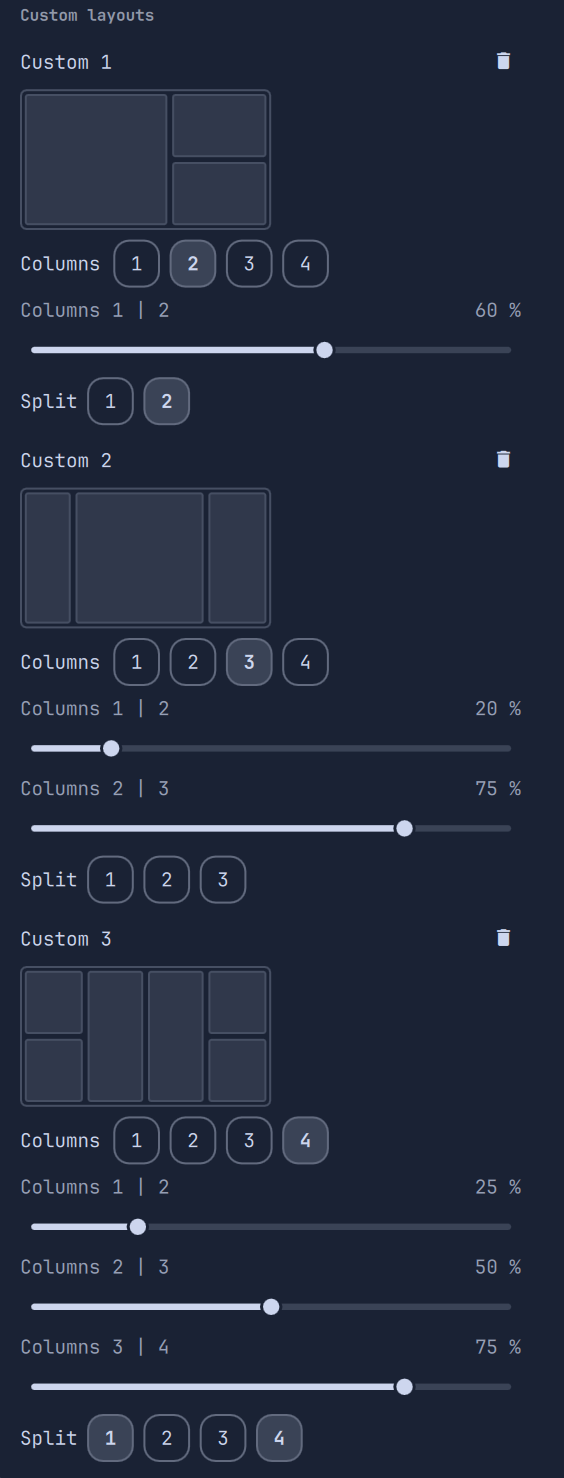 Custom layouts
Custom 1
Columns 1 2 3 4
Columns 1 | 2 60 %
Split 1 2
Custom 2
Columns 1 2 3 4
Columns 1 | 2 20 %
Columns 2 | 3 75 %
Split 1 2 3
Custom 3
Columns 1 2 3 4
Columns 1 | 2 25 %
Columns 2 | 3 50 %
Columns 3 | 4 75 %
Split 1 2 3 4